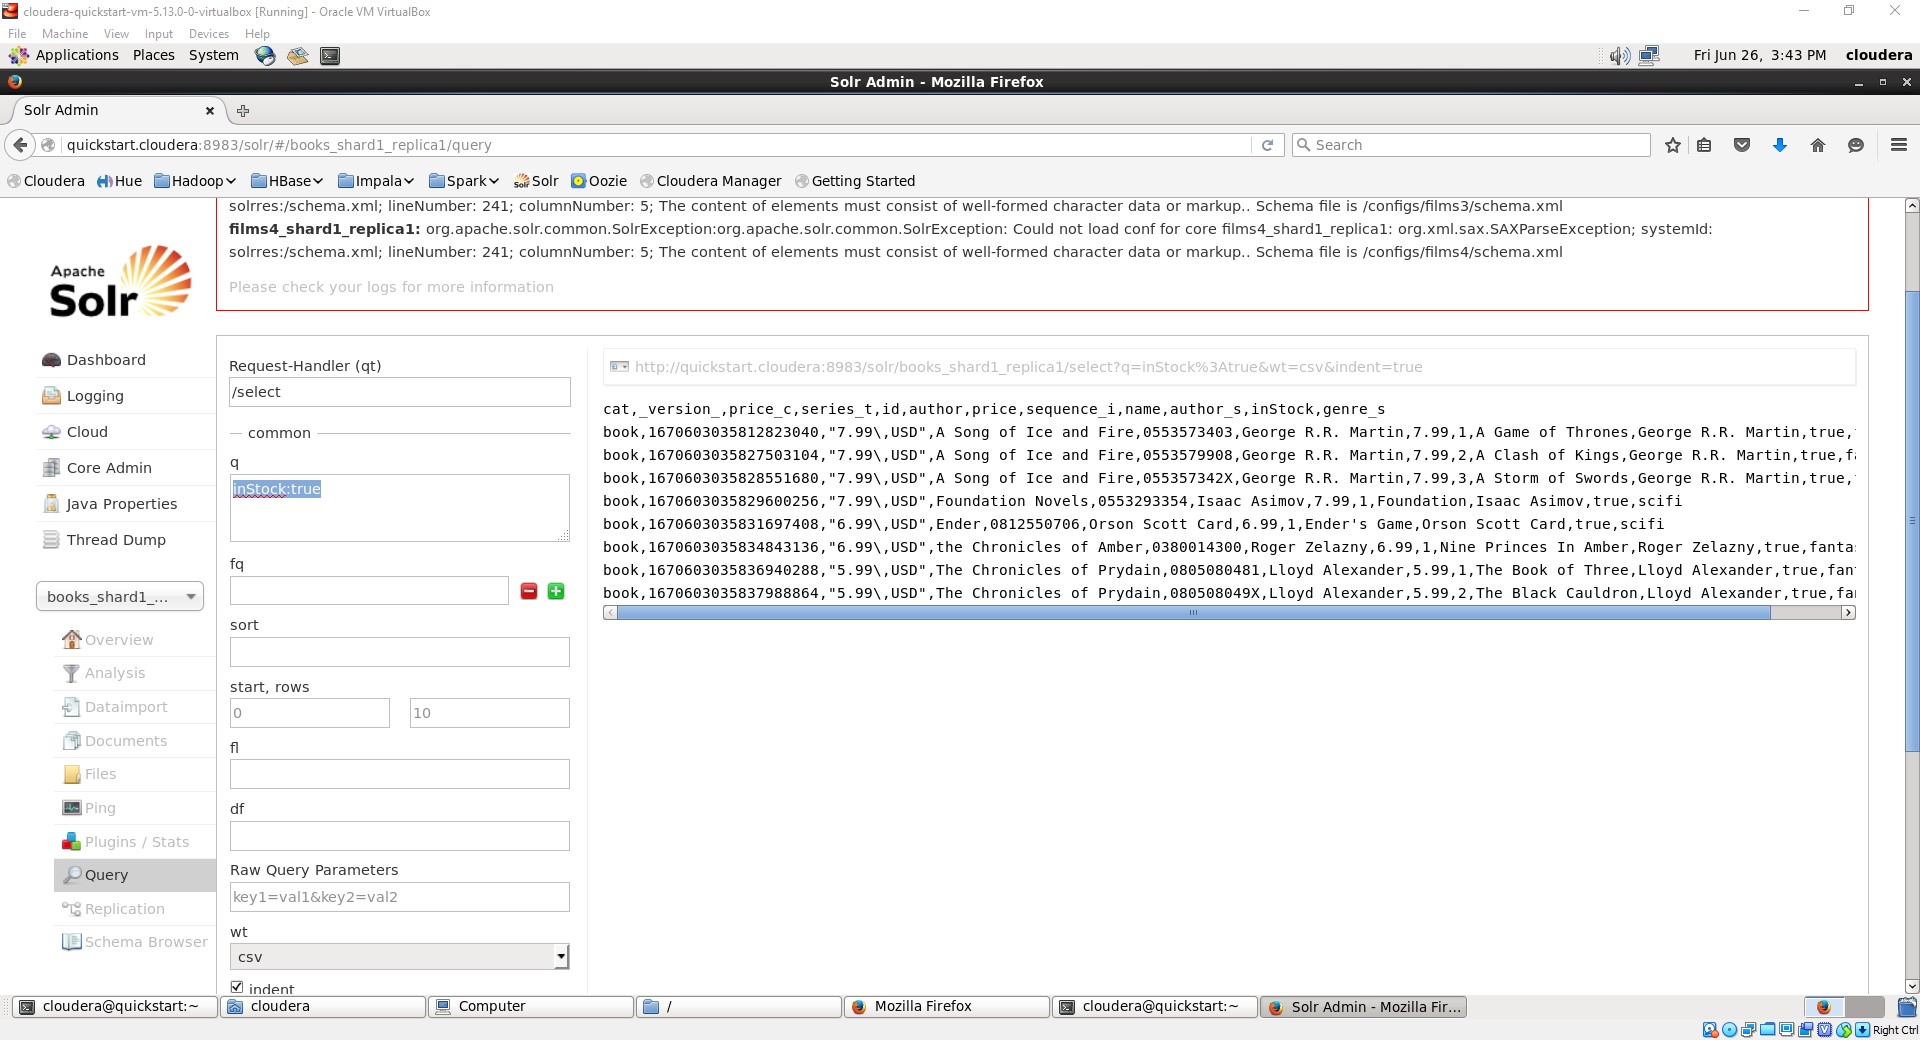 cloudera-quickstart-vm-5.13.0-0-virtualbox [Running] - Oracle VM VirtualBox
File Machine View Input Devices Help
Applications Places System Fri Jun 26, 3:43 PM cloudera
Solr Admin - Mozilla Firefox
Solr Admin
quickstart.cloudera:8983/solr/#/books_shard1_replica1/query
Search
Cloudera Hue Hadoop HBase Impala Spark Solr Oozie Cloudera Manager Getting Started
solrres:/schema.xml; lineNumber: 241; columnNumber: 5; The content of elements must consist of well-formed character data or markup.. Schema file is /configs/films3/schema.xml
films4_shard1_replica1: org.apache.solr.common.SolrException:org.apache.solr.common.SolrException: Could not load conf for core films4_shard1_replica1: org.xml.sax.SAXParseException; systemId:
solrres:/schema.xml; lineNumber: 241; columnNumber: 5; The content of elements must consist of well-formed character data or markup.. Schema file is /configs/films4/schema.xml
Please check your logs for more information
Apache
Solr
Dashboard
Logging
Cloud
Core Admin
Java Properties
Thread Dump
books_shard1_...
Overview
Analysis
Dataimport
Documents
Files
Ping
Plugins / Stats
Query
Replication
Schema Browser
Request-Handler (qt)
/select
common
q
inStock:true
fq
sort
start, rows
0 10
fl
df
Raw Query Parameters
key1=val1&key2=val2
wt
csv
indent
http://quickstart.cloudera:8983/solr/books_shard1_replica1/select?q=inStock%3Atrue&wt=csv&indent=true
cat,_version_,price_c,series_t,id,author,price,sequence_i,name,author_s,inStock,genre_s
book,1670603035812823040,"7.99\,USD",A Song of Ice and Fire,0553573403,George R.R. Martin,7.99,1,A Game of Thrones,George R.R. Martin,true,
book,1670603035827503104,"7.99\,USD",A Song of Ice and Fire,0553579908,George R.R. Martin,7.99,2,A Clash of Kings,George R.R. Martin,true,fa
book,1670603035828551680,"7.99\,USD",A Song of Ice and Fire,055357342X,George R.R. Martin,7.99,3,A Storm of Swords,George R.R. Martin,true,
book,1670603035829600256,"7.99\,USD",Foundation Novels,0553293354,Isaac Asimov,7.99,1,Foundation,Isaac Asimov,true,scifi
book,1670603035831697408,"6.99\,USD",Ender,0812550706,Orson Scott Card,6.99,1,Ender's Game,Orson Scott Card,true,scifi
book,1670603035834843136,"6.99\,USD",the Chronicles of Amber,0380014300,Roger Zelazny,6.99,1,Nine Princes In Amber,Roger Zelazny,true,fantas
book,1670603035836940288,"5.99\,USD",The Chronicles of Prydain,0805080481,Lloyd Alexander,5.99,1,The Book of Three,Lloyd Alexander,true,fant
book,1670603035837988864,"5.99\,USD",The Chronicles of Prydain,080508049X,Lloyd Alexander,5.99,2,The Black Cauldron,Lloyd Alexander,true,fan
cloudera@quickstart:~ cloudera Computer / Mozilla Firefox cloudera@quickstart:~ Solr Admin - Mozilla Fir...
Right Ctrl